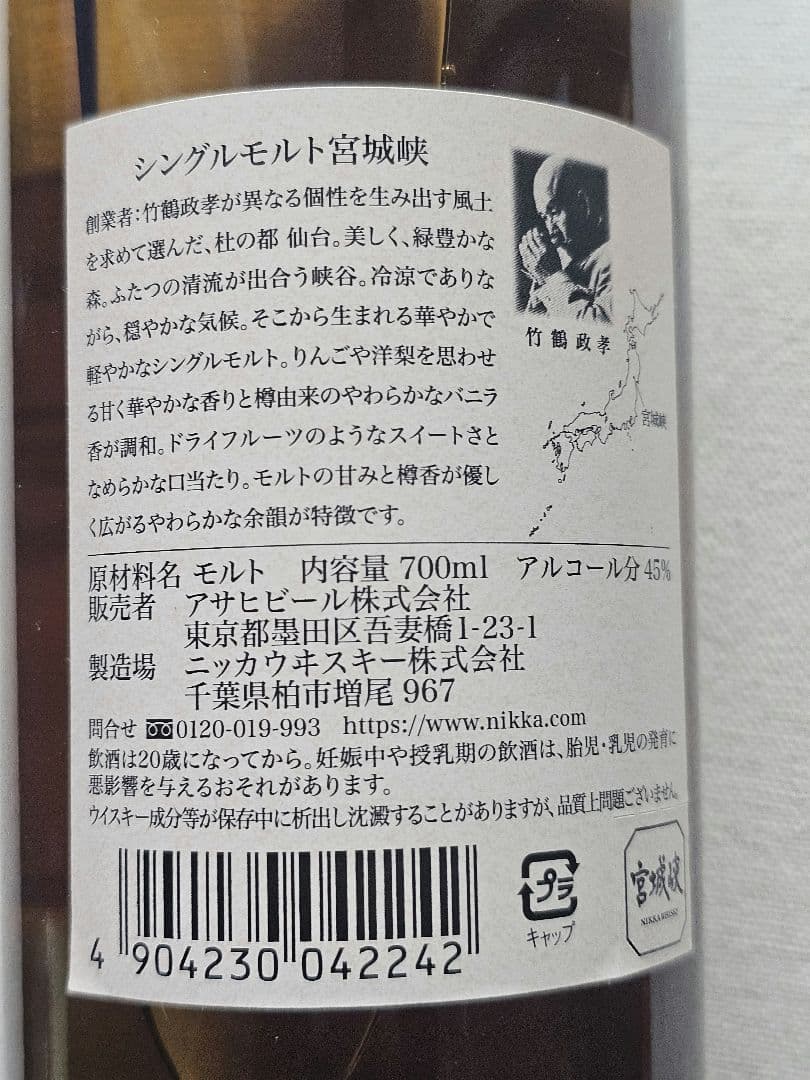 シングルモルト宮城峡
創業者:竹鶴政孝が異なる個性を生み出す風土
を求めて選んだ、杜の都 仙台。美しく、緑豊かな
森。ふたつの清流が出合う峡谷。冷涼でありな
がら、穏やかな気候。そこから生まれる華やかで
軽やかなシングルモルト。りんごや洋梨を思わせ
る甘く華やかな香りと樽由来のやわらかなバニラ
香が調和。ドライフルーツのようなスイートさと
なめらかな口当たり。モルトの甘みと樽香が優し
く広がるやわらかな余韻が特徴です。
竹鶴政孝
宮城峡
原材料名 モルト 内容量 700ml アルコール分 45%
販売者 アサヒビール株式会社
東京都墨田区吾妻橋1-23-1
製造場 ニッカウヰスキー株式会社
千葉県柏市増尾 967
問合せ 0120-019-993 https://www.nikka.com
飲酒は20歳になってから。妊娠中や授乳期の飲酒は、胎児・乳児の発育に
悪影響を与えるおそれがあります。
ウイスキー成分等が保存中に析出し沈澱することがありますが、品質上問題ございません。
4 904230 042242
プラ
キャップ
宮城峡
NIKKA WHISKY